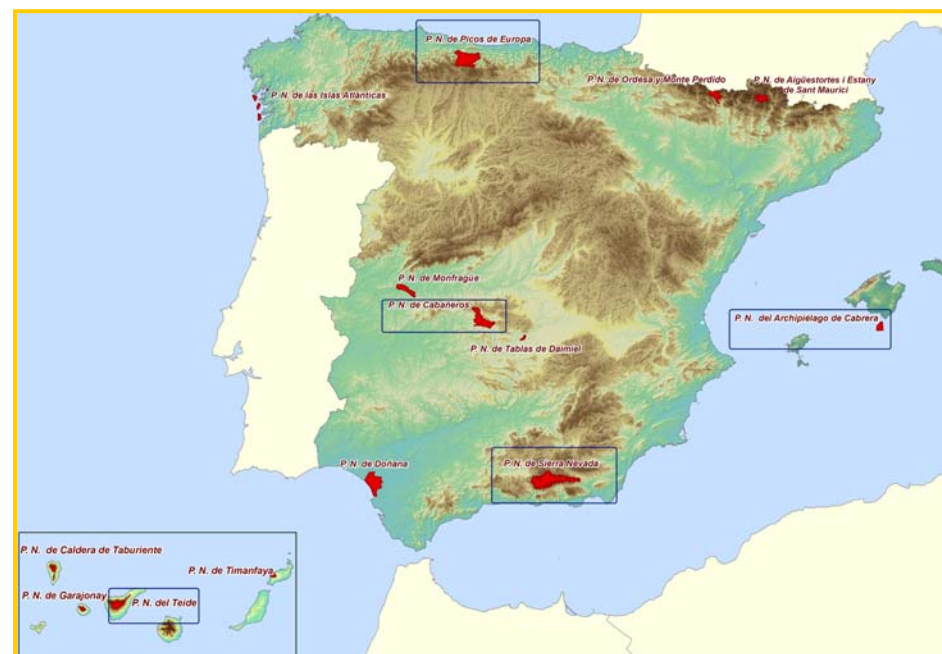 P. N. de Picos de Europa
P. N. de Ordesa y Monte Perdido
P. N. de Aigüestortes i Estany
de Sant Maurici
P. N. de las Islas Atlánticas
P. N. de Monfragüe
P. N. de Cabañeros
P. N. del Archipiélago de Cabrera
P. N. de Tablas de Daimiel
P. N. de Doñana
P. N. de Sierra Nevada
P. N. de Caldera de Taburiente
P. N. de Timanfaya
P. N. de Garajonay
P. N. del Teide